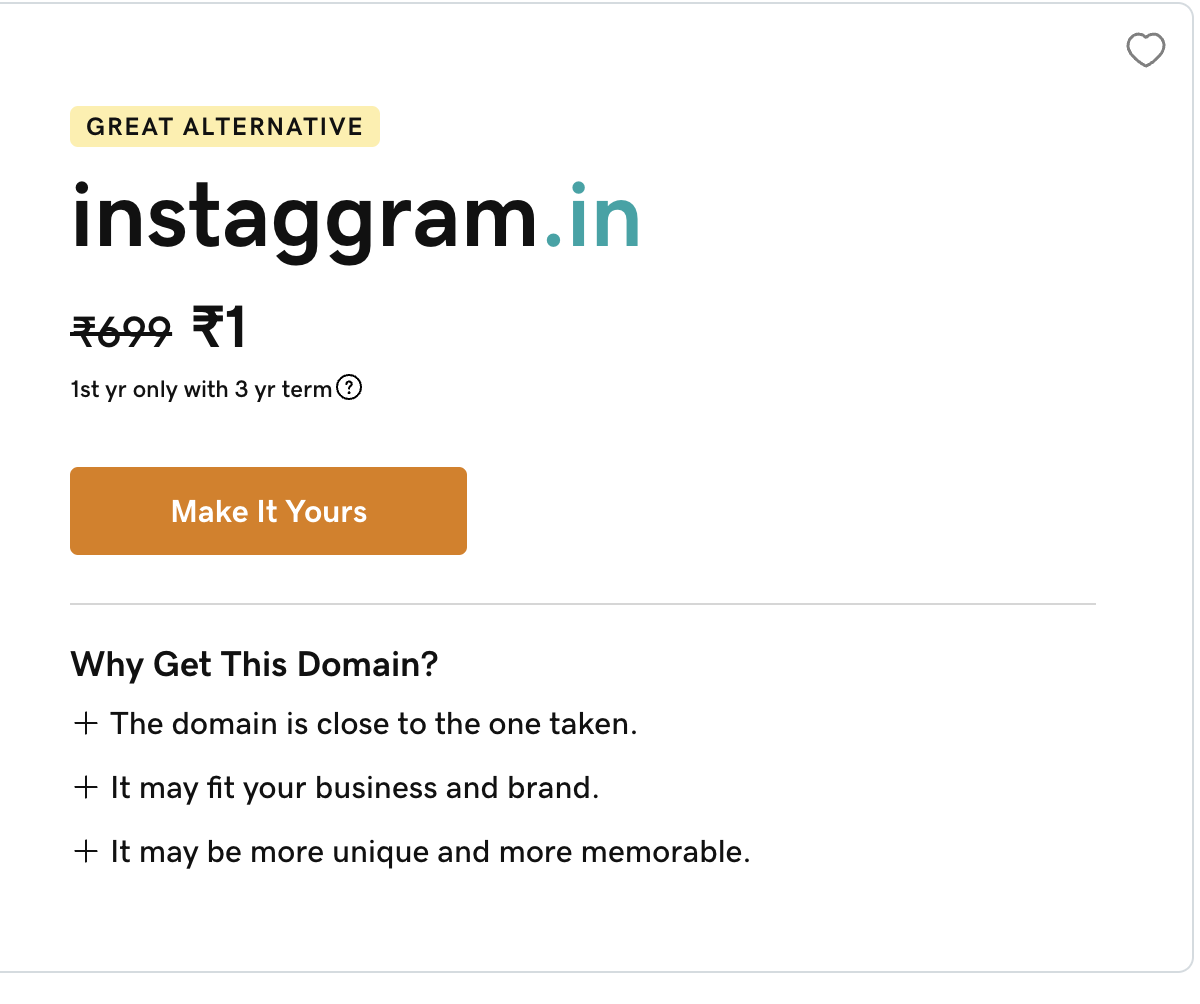 GREAT ALTERNATIVE
instaggram.in
₹699 ₹1
1st yr only with 3 yr term ?
Make It Yours
Why Get This Domain?
+ The domain is close to the one taken.
+ It may fit your business and brand.
+ It may be more unique and more memorable.